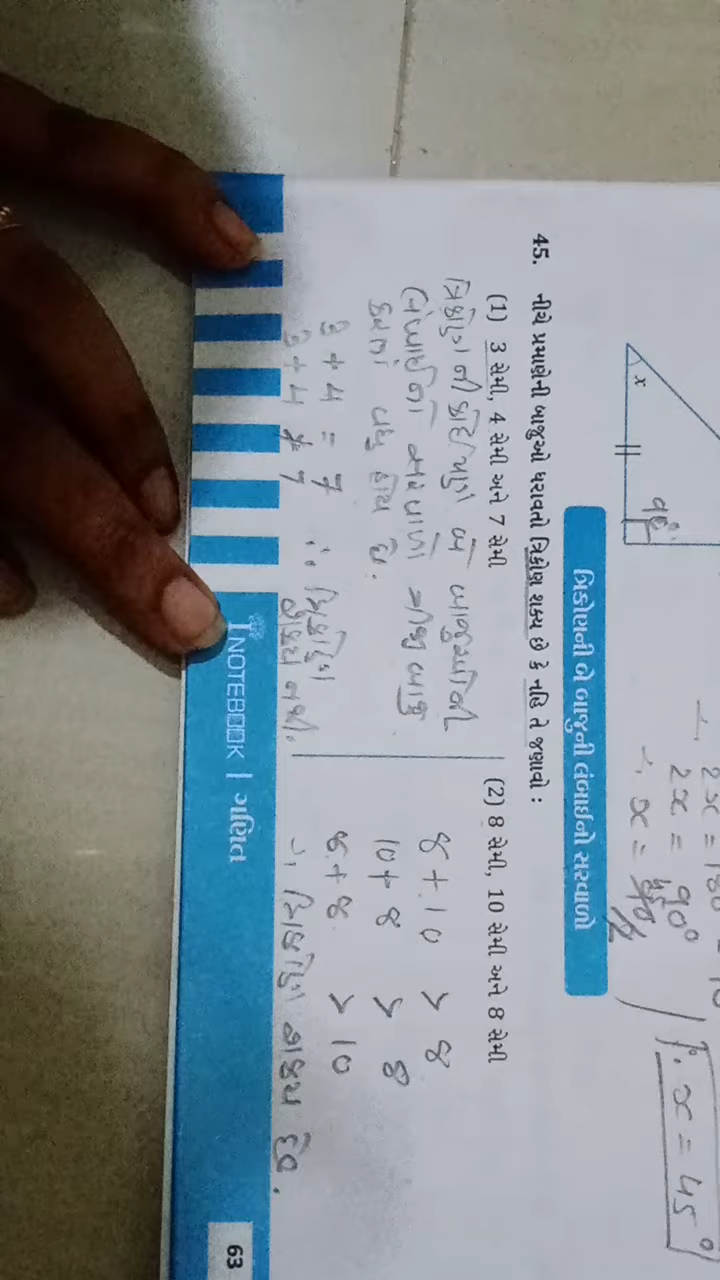 x
90°
2x = 90°
∴ x = 45°
∴ x = 45°
ત્રિકોણની બે બાજુની લંબાઈનો સરવાળો
45. નીચે પ્રમાણેની બાજુઓ ધરાવતો ત્રિકોણ શક્ય છે કે નહિ તે જણાવો :
(1) 3 સેમી, 4 સેમી અને 7 સેમી
ત્રિકોણની કોઈપણ બે બાજુઓની
લંબાઈનો સરવાળો ત્રીજી બાજુ
કરતાં વધુ હોય છે.
3 + 4 = 7
3 + 4 ≯ 7
∴ ત્રિકોણ
શક્ય નથી.
(2) 8 સેમી, 10 સેમી અને 8 સેમી
8 + 10 > 8
10 + 8 > 8
8 + 8 > 10
∴ ત્રિકોણ શક્ય છે.
NOTEBOOK | ગણિત
63